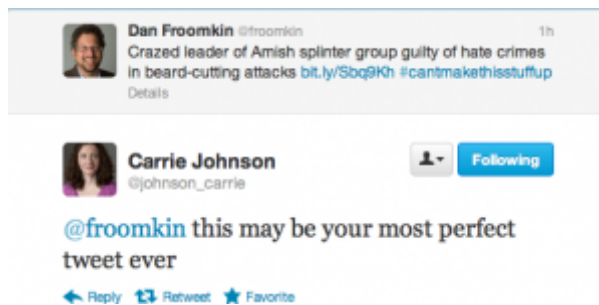 Dan Froomkin @froomkin 1h
Crazed leader of Amish splinter group guilty of hate crimes
in beard-cutting attacks bit.ly/Sbq9Kh #cantmakethisstuffup
Details
Carrie Johnson Following
@johnson_carrie
@froomkin this may be your most perfect
tweet ever
Reply Retweet Favorite